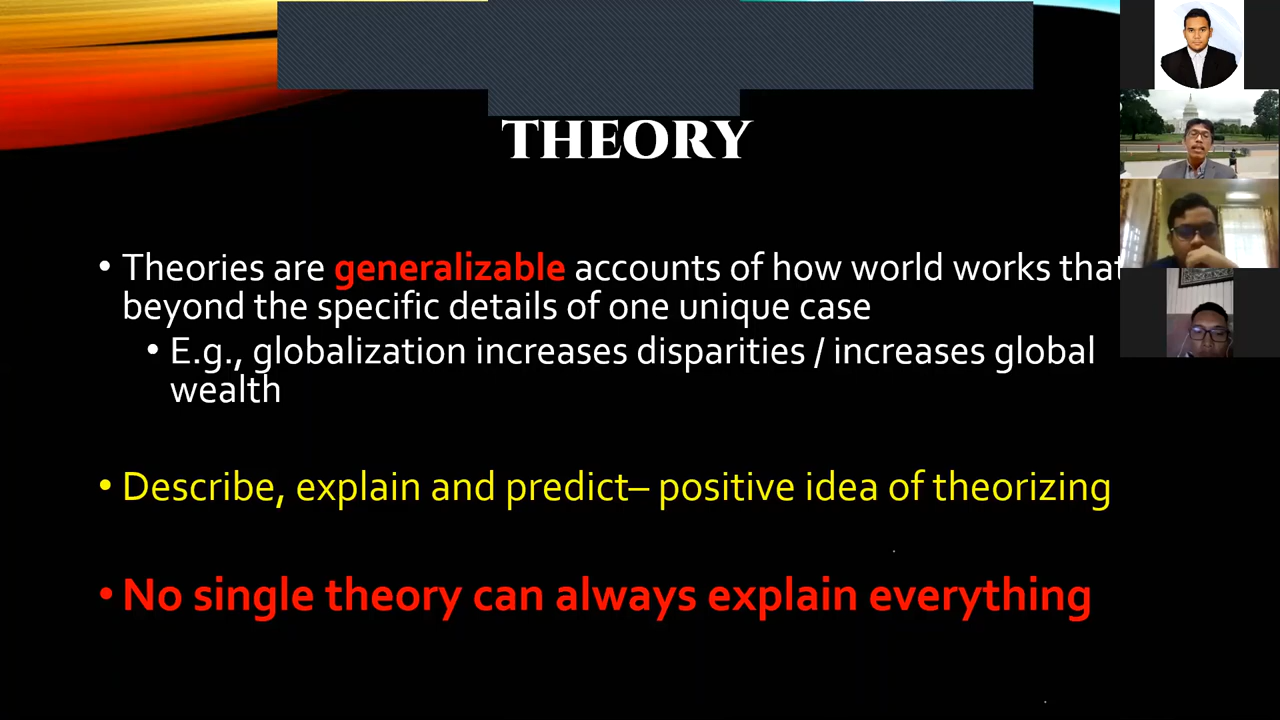 THEORY
• Theories are generalizable accounts of how world works that
beyond the specific details of one unique case
• E.g., globalization increases disparities / increases global
wealth
• Describe, explain and predict– positive idea of theorizing
• No single theory can always explain everything